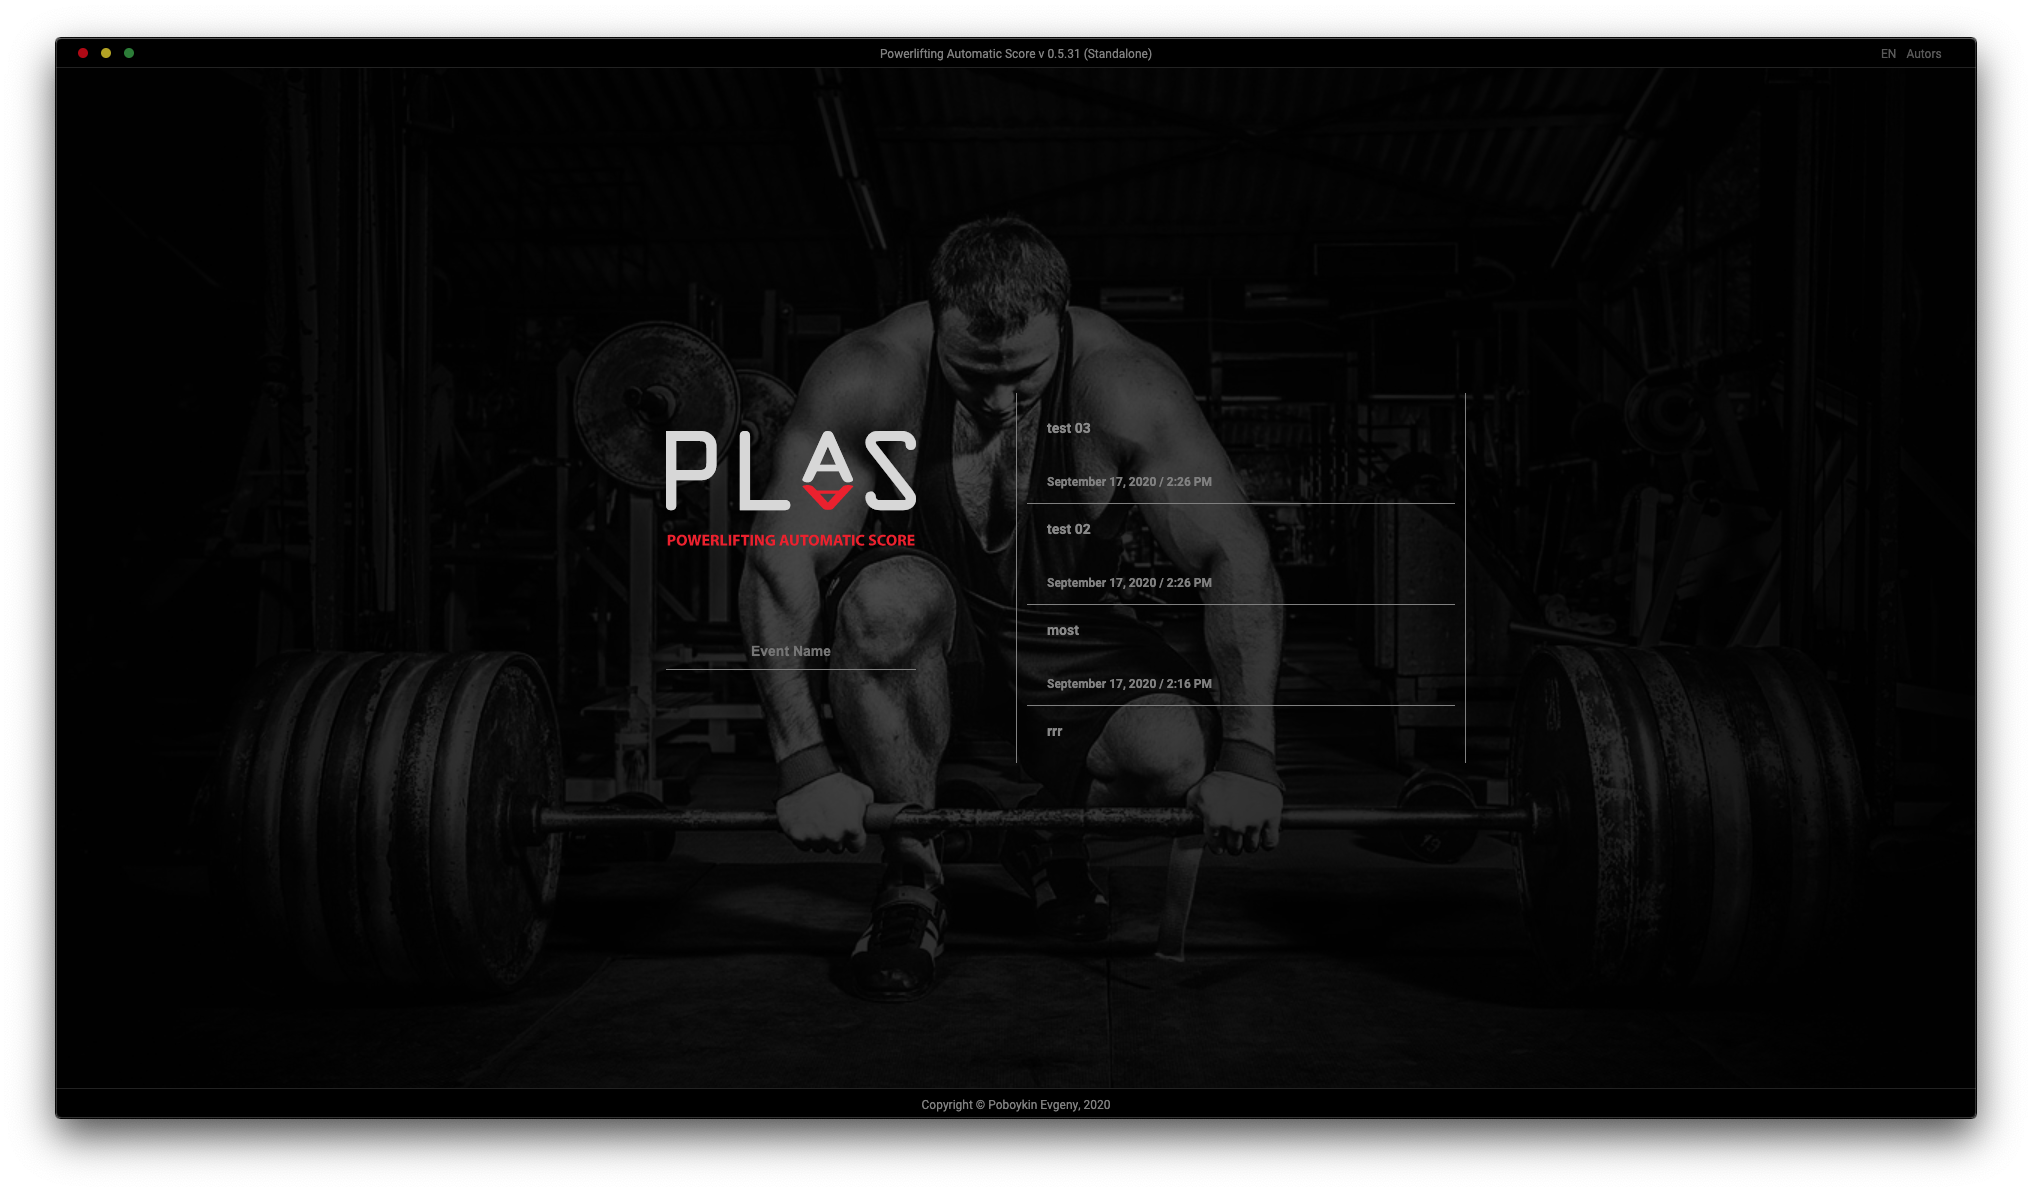 Powerlifting Automatic Score v 0.5.31 (Standalone)
EN Autors
PLAS
POWERLIFTING AUTOMATIC SCORE
Event Name
test 03
September 17, 2020 / 2:26 PM
test 02
September 17, 2020 / 2:26 PM
most
September 17, 2020 / 2:16 PM
rrr
Copyright © Poboykin Evgeny, 2020